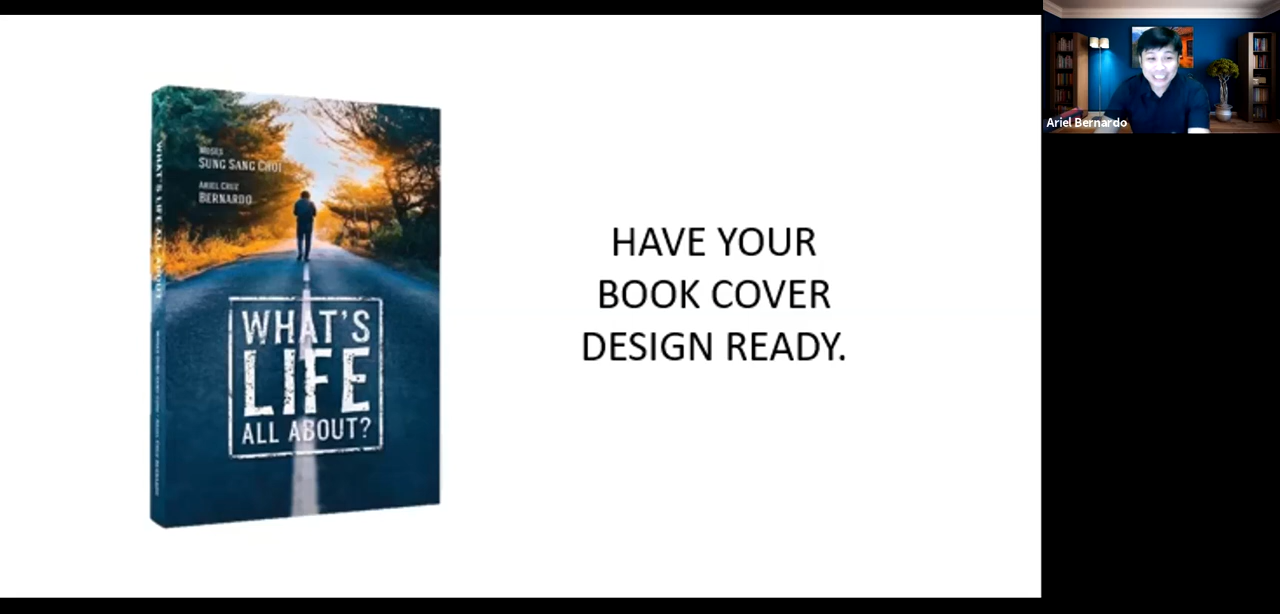 MOISES
SUNG SANG CHOI
ARIEL CRUZ
BERNARDO
WHAT'S
LIFE
ALL ABOUT?
WHAT'S LIFE ALL ABOUT
HAVE YOUR
BOOK COVER
DESIGN READY.
Ariel Bernardo